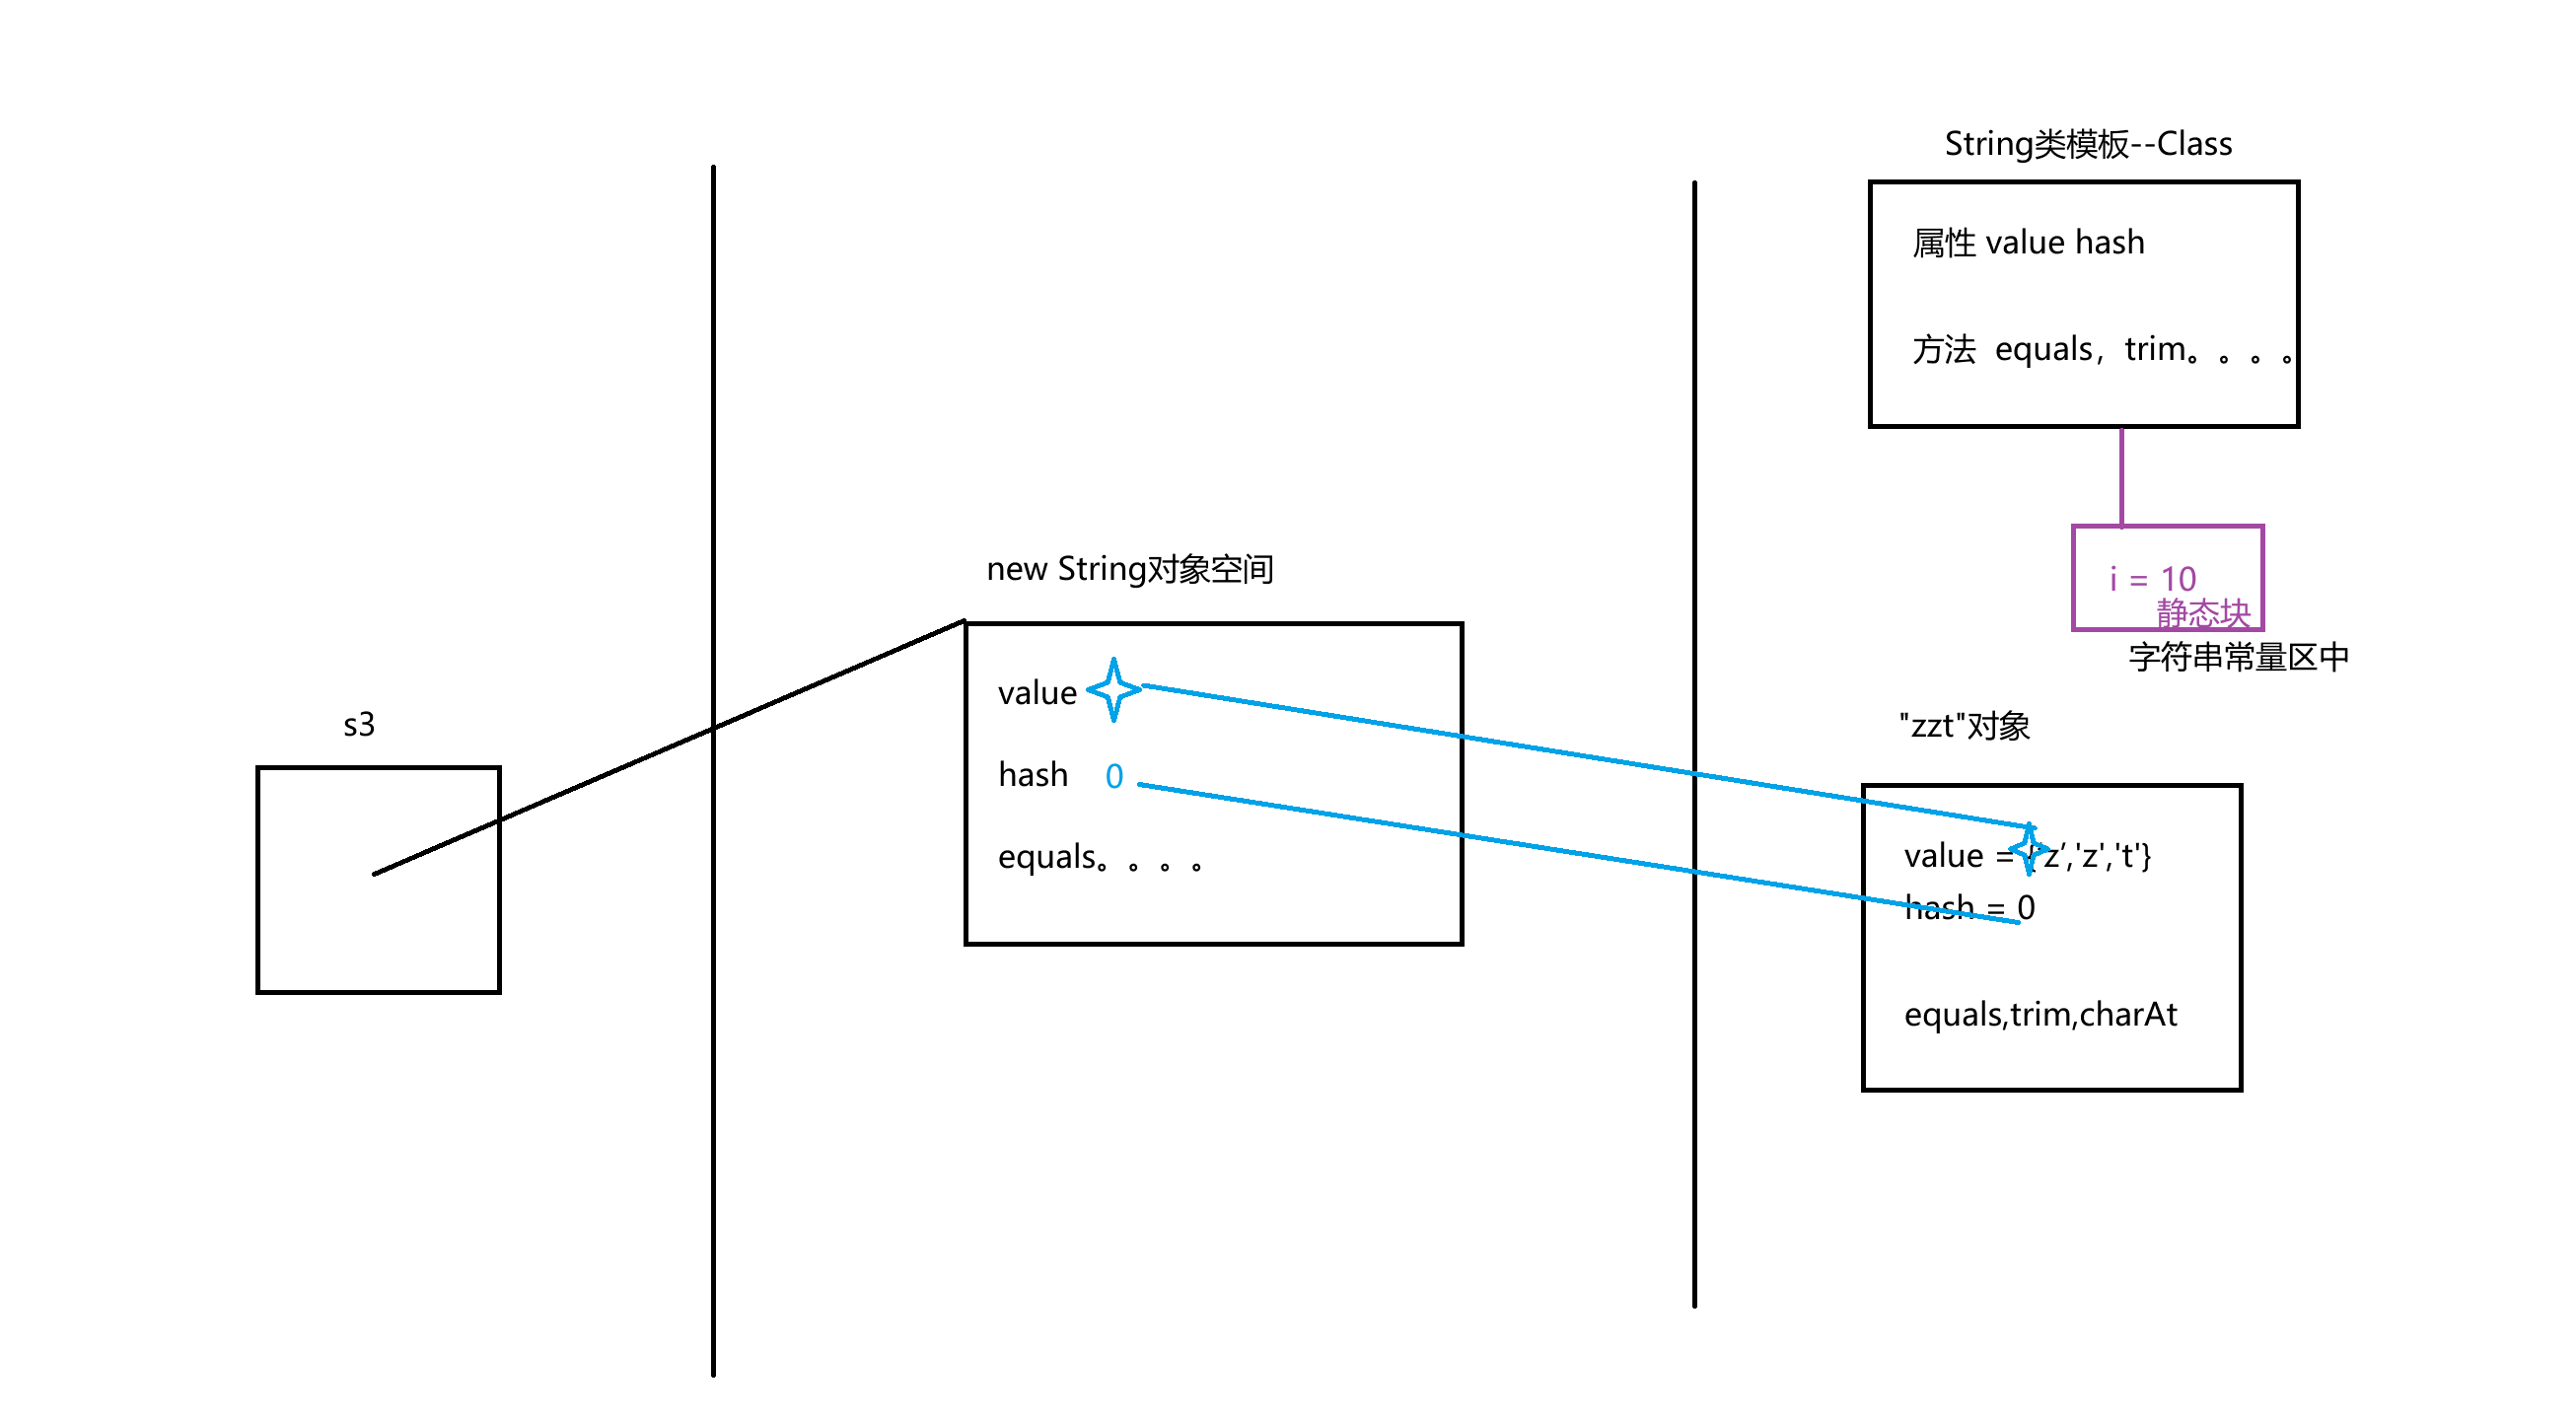 String类模板--Class
属性 value hash
方法 equals，trim。。。。
i = 10
静态块
字符串常量区中
new String对象空间
value
hash 0
equals。。。。
s3
"zzt"对象
value = {'z','z','t'}
hash = 0
equals,trim,charAt